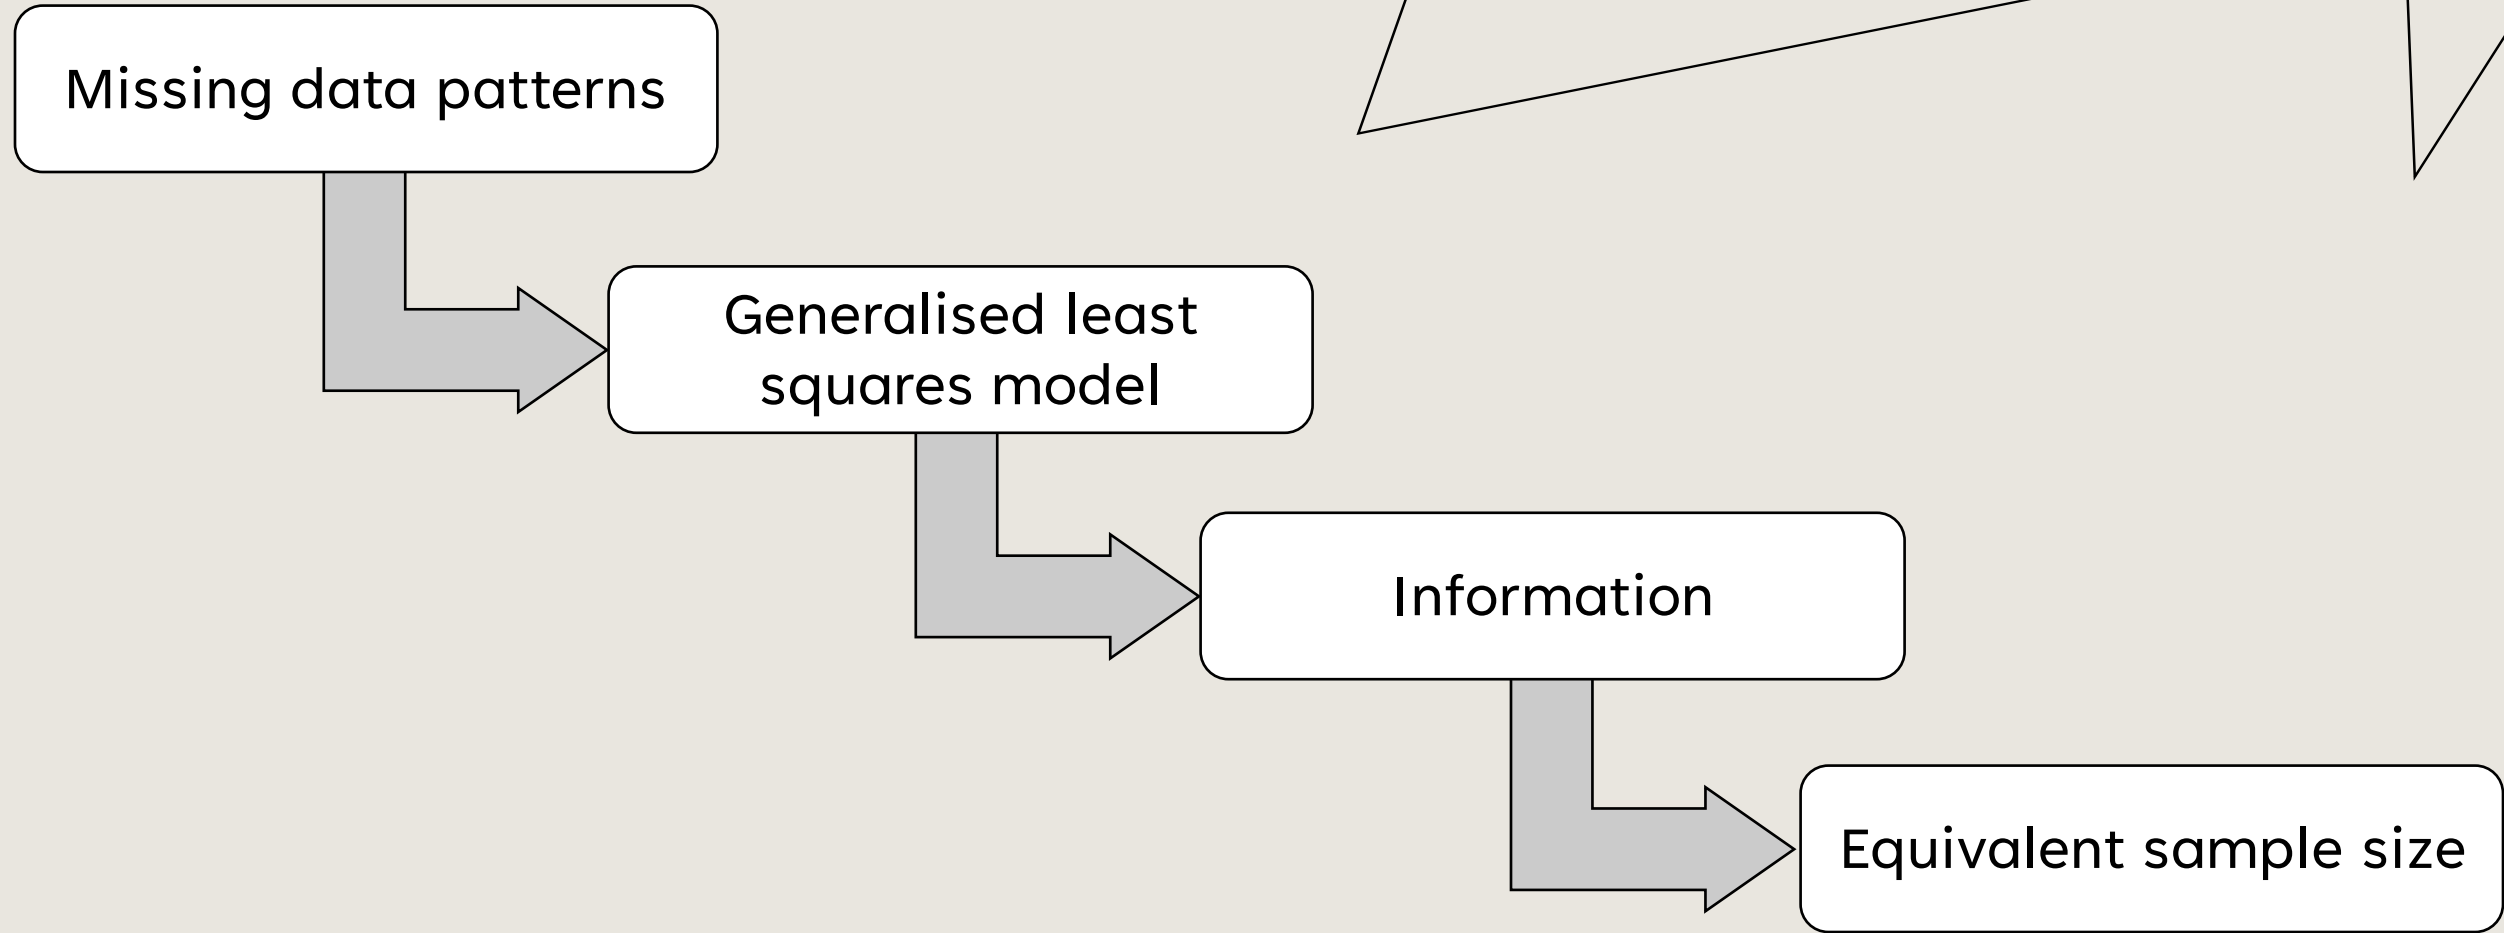 Missing data patterns
Generalised least
squares model
Information
Equivalent sample size